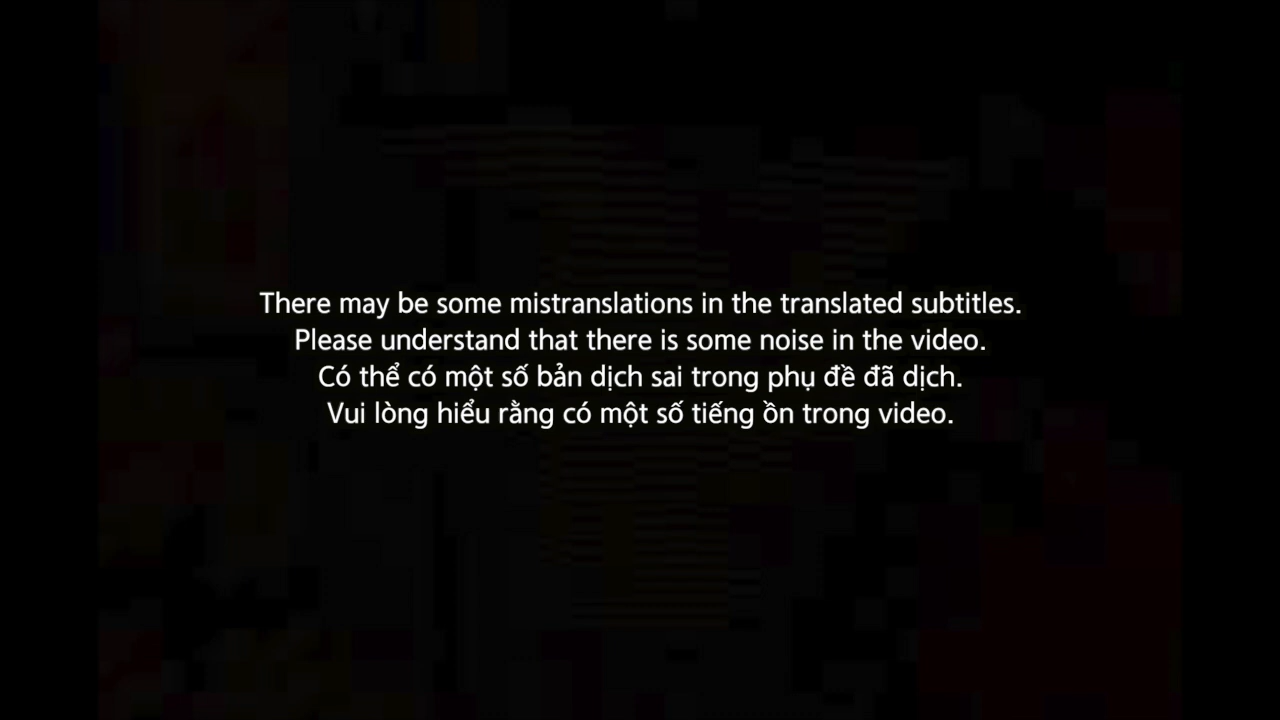 There may be some mistranslations in the translated subtitles.
Please understand that there is some noise in the video.
Có thể có một số bản dịch sai trong phụ đề đã dịch.
Vui lòng hiểu rằng có một số tiếng ồn trong video.